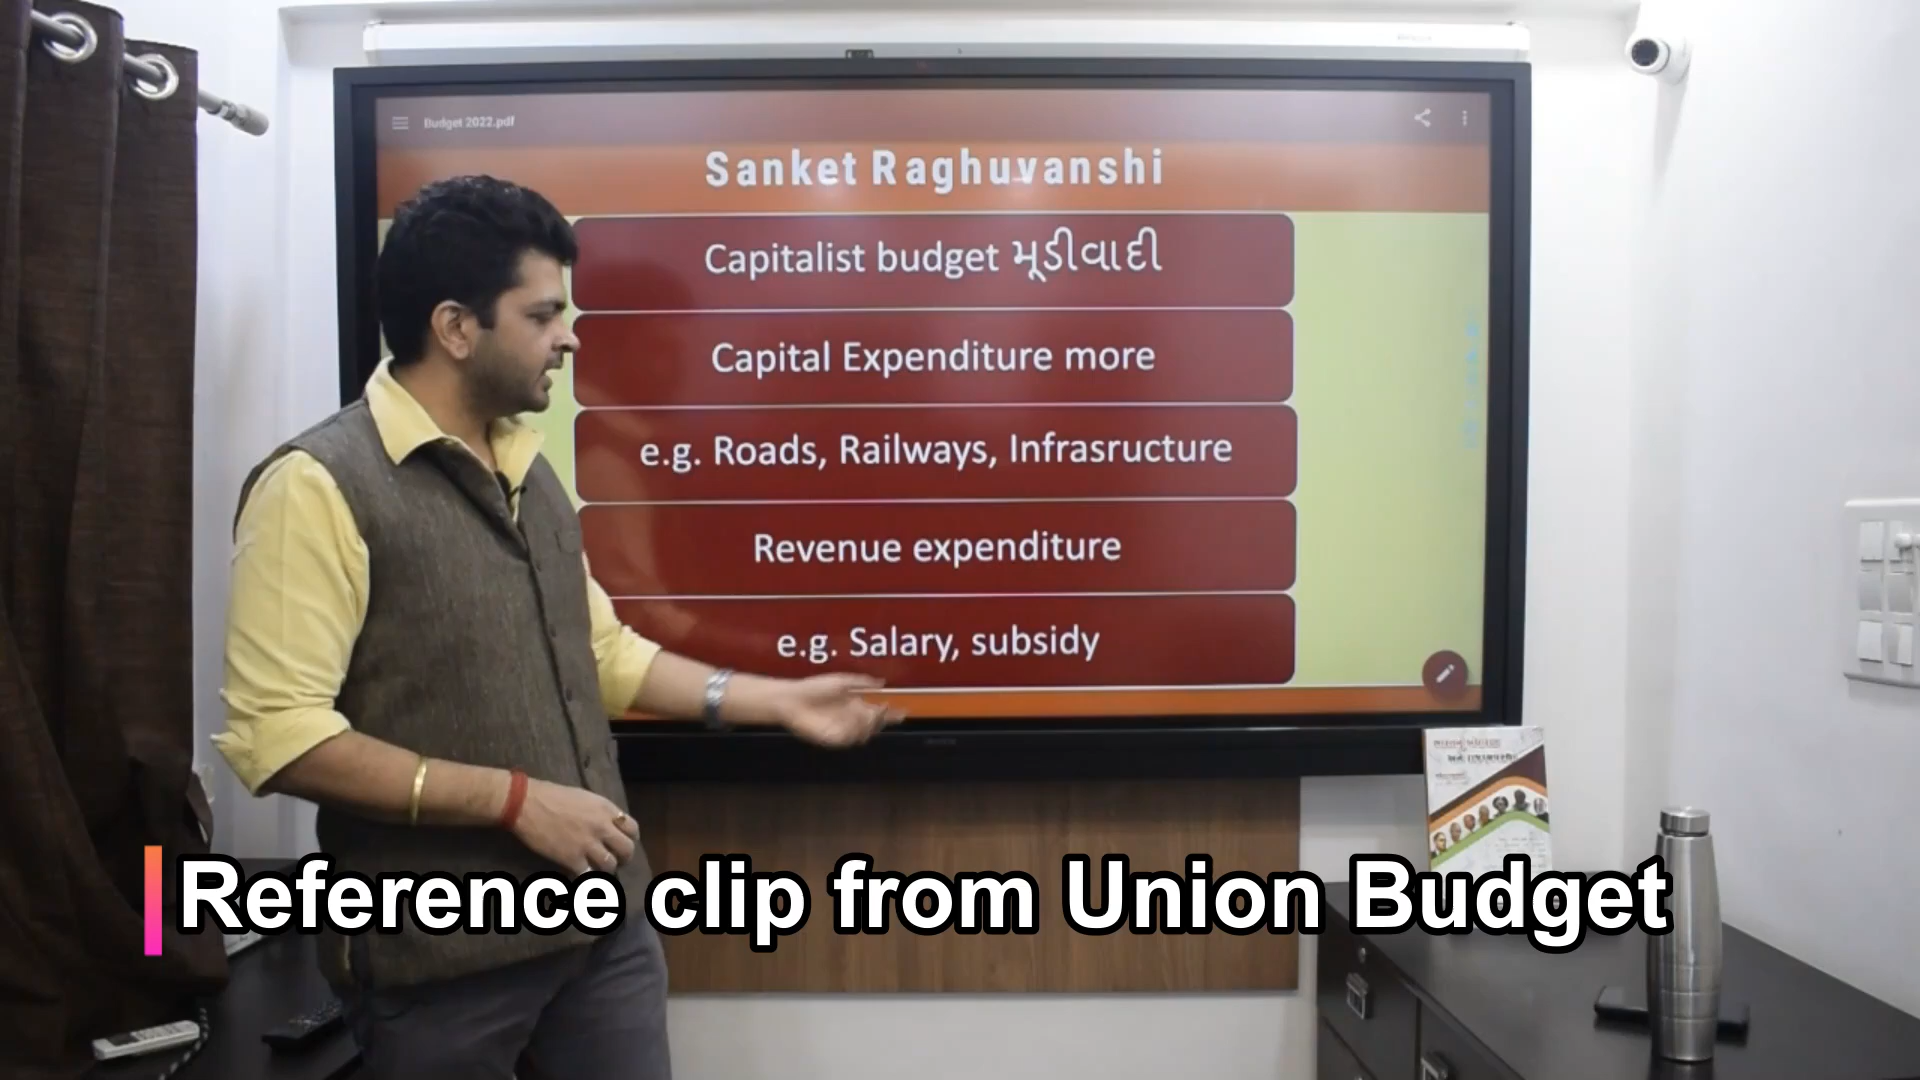 Budget 2022.pdf
Sanket Raghuvanshi
Capitalist budget મૂડીવાદી
Capital Expenditure more
e.g. Roads, Railways, Infrasructure
Revenue expenditure
e.g. Salary, subsidy
Reference clip from Union Budget